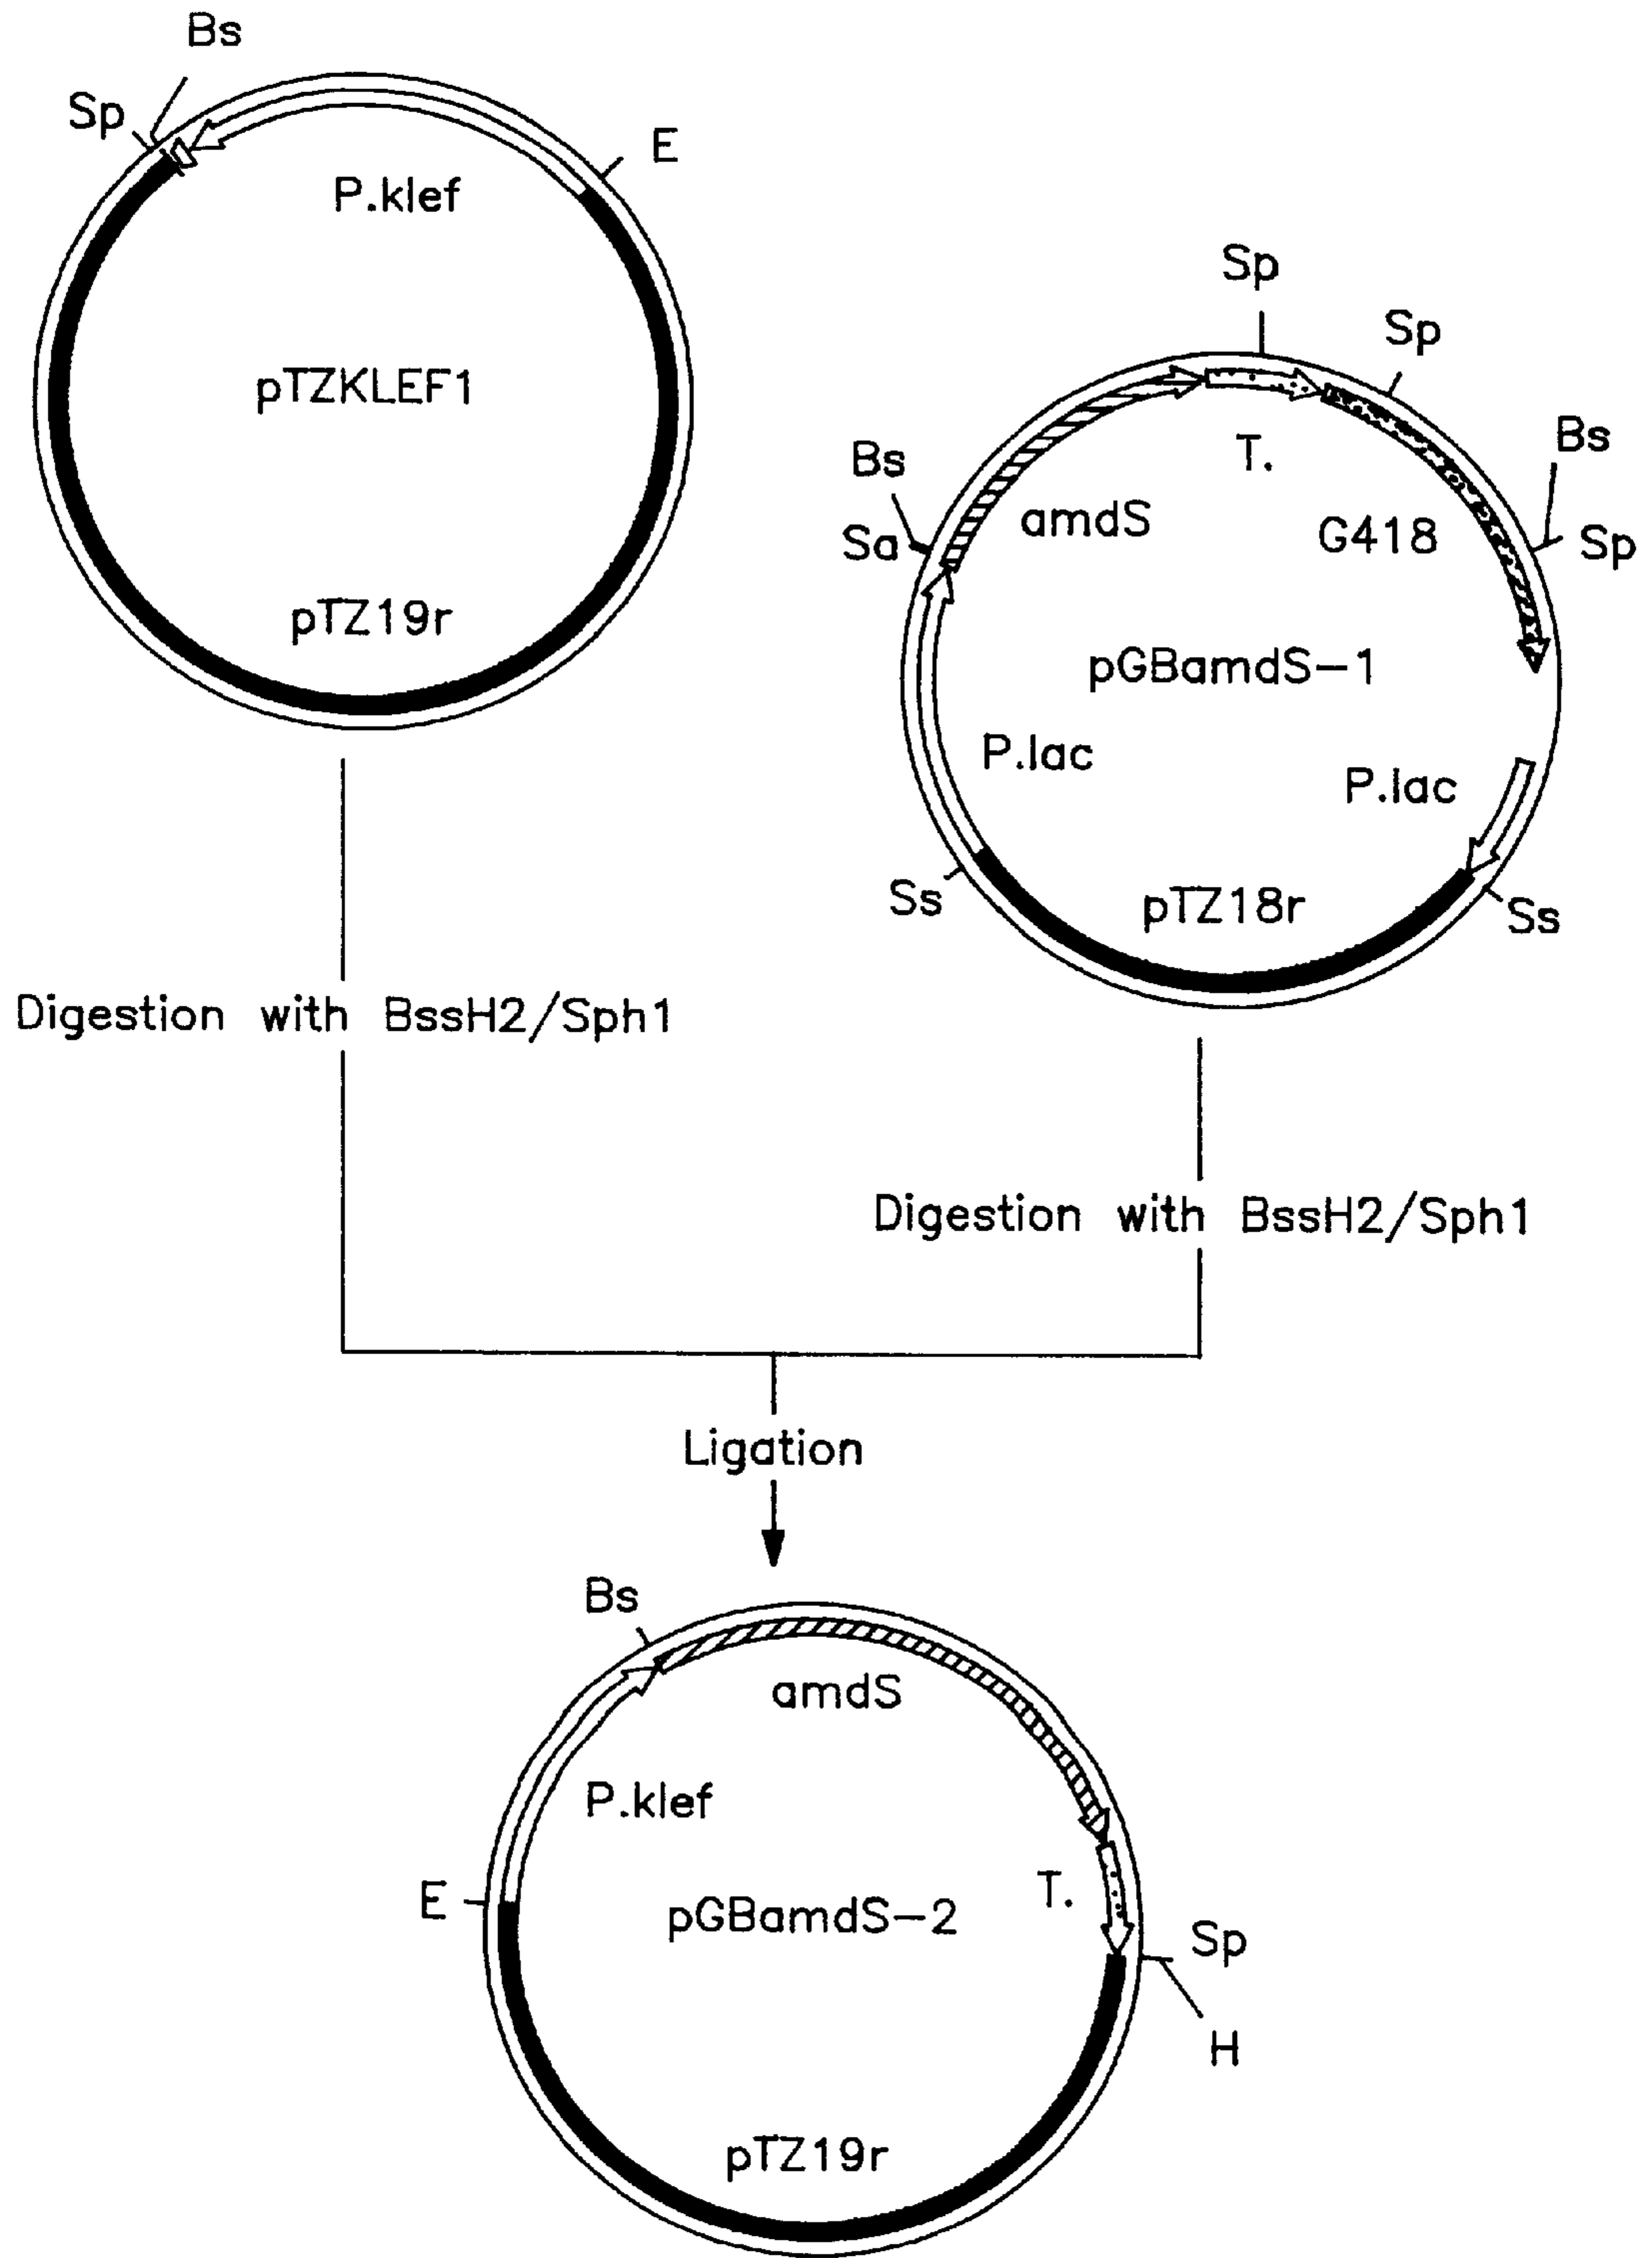 Bs
Sp
E
P.klef
pTZKLEF1
pTZ19r
Sp
Sp
Bs
Bs
T.
Sa
amdS
G418
Sp
pGBamdS-1
P.lac
P.lac
Ss
pTZ18r
Ss
Digestion with BssH2/Sph1
Digestion with BssH2/Sph1
Ligation
Bs
amdS
P.klef
T.
E
pGBamdS-2
Sp
H
pTZ19r